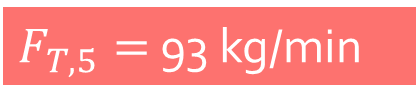 F_{T,5} = 93 kg/min